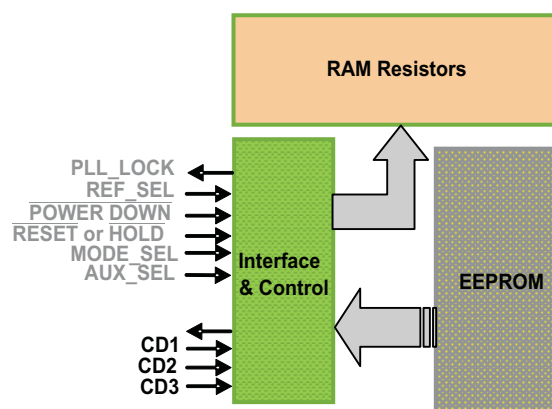 RAM Resistors
PLL_LOCK
REF_SEL
POWER DOWN
RESET or HOLD
MODE_SEL
AUX_SEL
Interface
& Control
EEPROM
CD1
CD2
CD3